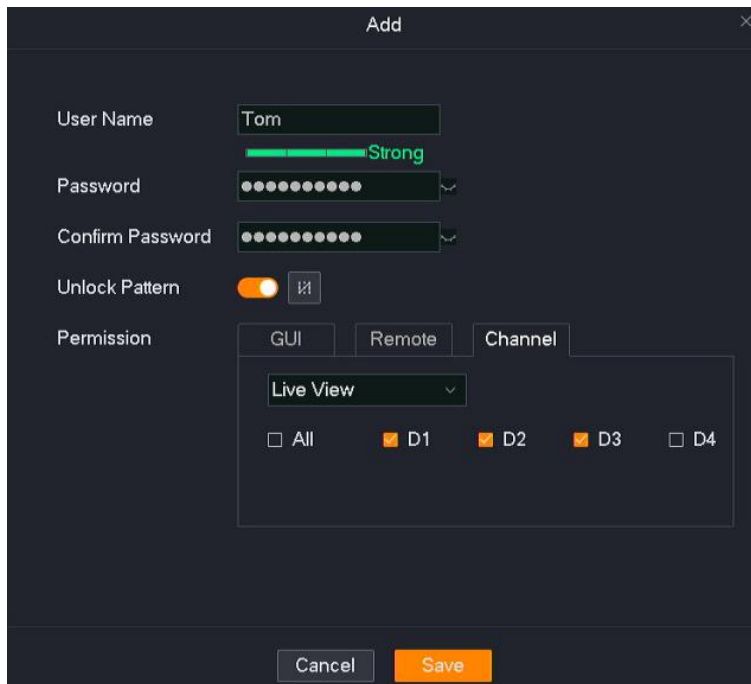 Add
User Name Tom
Strong
Password
Confirm Password
Unlock Pattern
Permission GUI Remote Channel
Live View
All D1 D2 D3 D4
Cancel Save